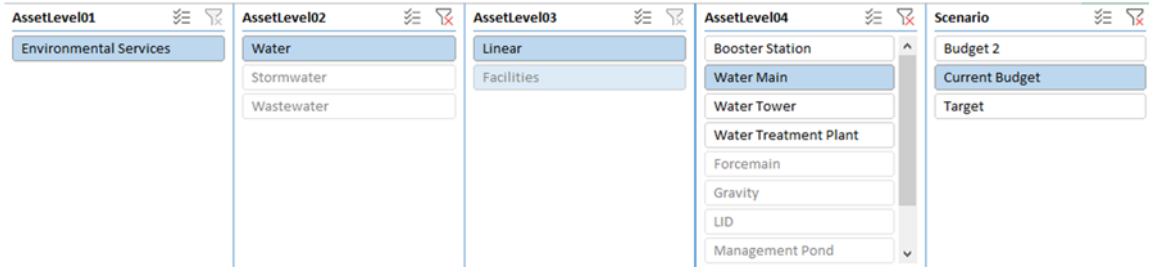 AssetLevel01
Environmental Services
AssetLevel02
Water
Stormwater
Wastewater
AssetLevel03
Linear
Facilities
AssetLevel04
Booster Station
Water Main
Water Tower
Water Treatment Plant
Forcemain
Gravity
LID
Management Pond
Scenario
Budget 2
Current Budget
Target